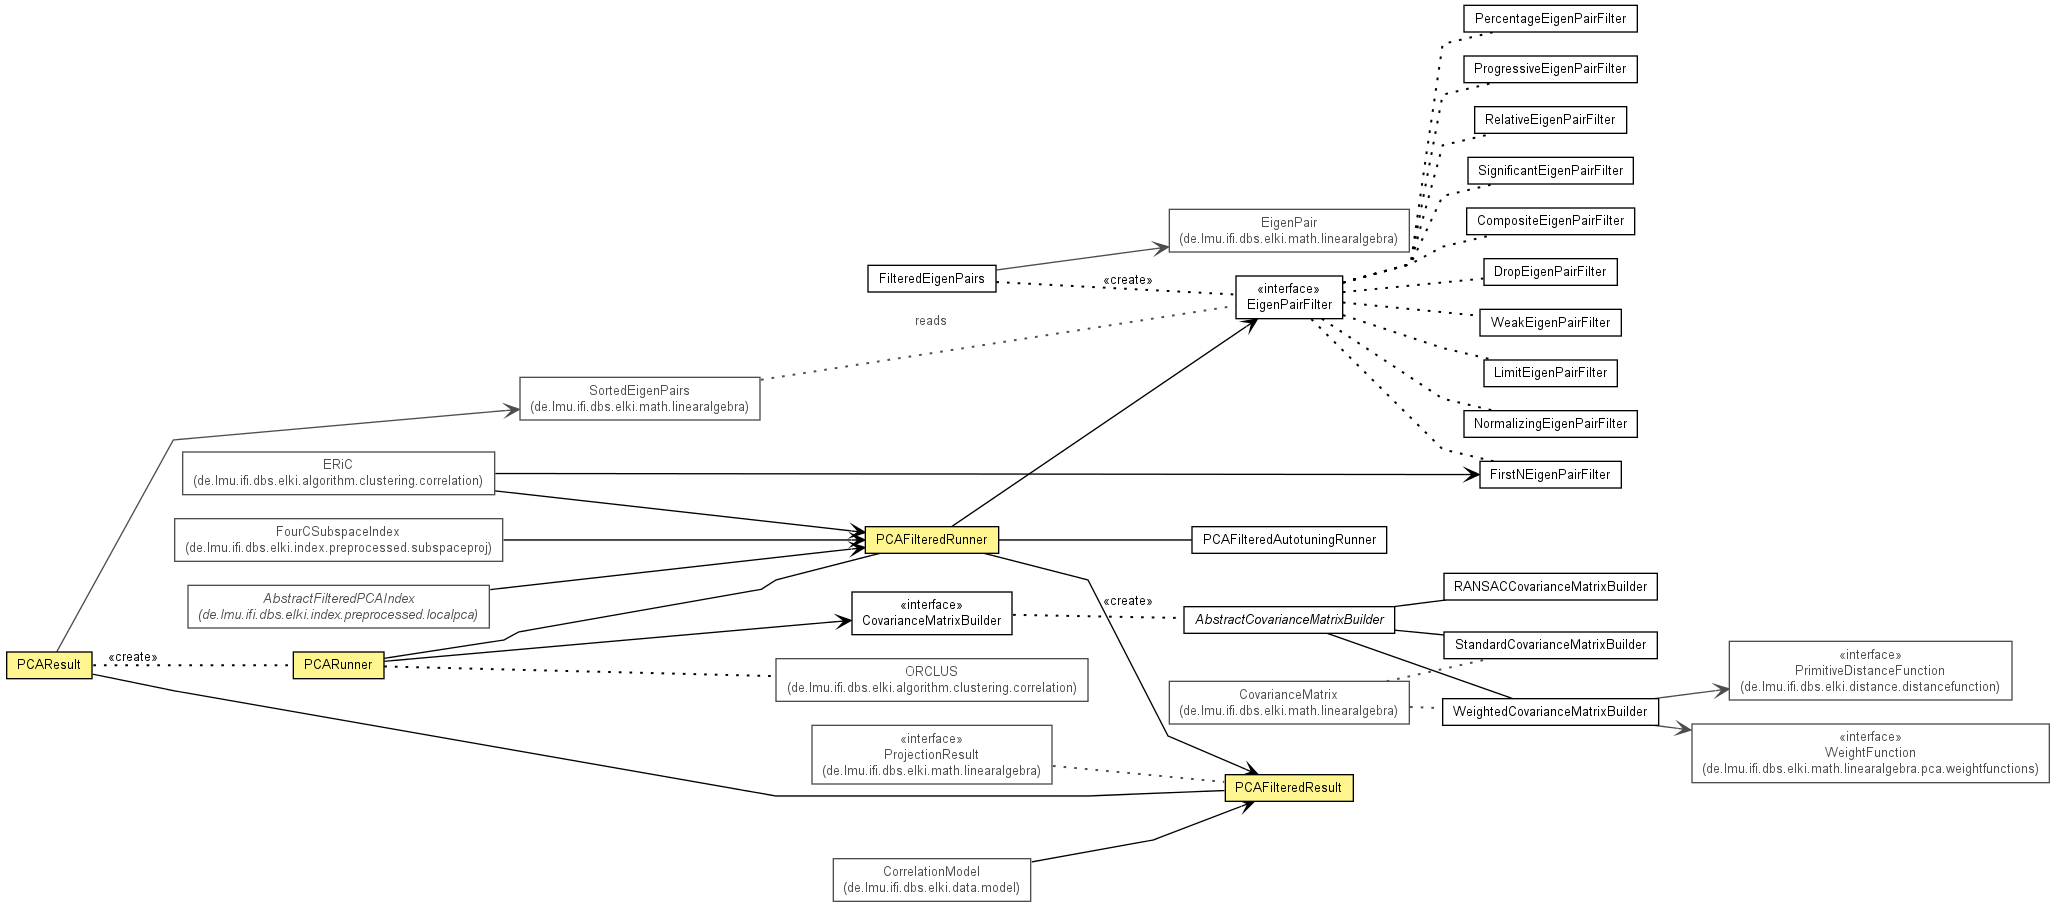 PercentageEigenPairFilter
ProgressiveEigenPairFilter
RelativeEigenPairFilter
SignificantEigenPairFilter
CompositeEigenPairFilter
EigenPair
(de.lmu.ifi.dbs.elki.math.linearalgebra)
DropEigenPairFilter
FilteredEigenPairs
«create»
«interface»
EigenPairFilter
WeakEigenPairFilter
reads
LimitEigenPairFilter
SortedEigenPairs
(de.lmu.ifi.dbs.elki.math.linearalgebra)
NormalizingEigenPairFilter
ERiC
(de.lmu.ifi.dbs.elki.algorithm.clustering.correlation)
FirstNEigenPairFilter
FourCSubspaceIndex
(de.lmu.ifi.dbs.elki.index.preprocessed.subspaceproj)
PCAFilteredRunner
PCAFilteredAutotuningRunner
AbstractFilteredPCAIndex
(de.lmu.ifi.dbs.elki.index.preprocessed.localpca)
«interface»
CovarianceMatrixBuilder
«create»
AbstractCovarianceMatrixBuilder
RANSACCovarianceMatrixBuilder
StandardCovarianceMatrixBuilder
PCAResult
«create»
PCARunner
ORCLUS
(de.lmu.ifi.dbs.elki.algorithm.clustering.correlation)
CovarianceMatrix
(de.lmu.ifi.dbs.elki.math.linearalgebra)
WeightedCovarianceMatrixBuilder
«interface»
PrimitiveDistanceFunction
(de.lmu.ifi.dbs.elki.distance.distancefunction)
«interface»
ProjectionResult
(de.lmu.ifi.dbs.elki.math.linearalgebra)
«interface»
WeightFunction
(de.lmu.ifi.dbs.elki.math.linearalgebra.pca.weightfunctions)
PCAFilteredResult
CorrelationModel
(de.lmu.ifi.dbs.elki.data.model)